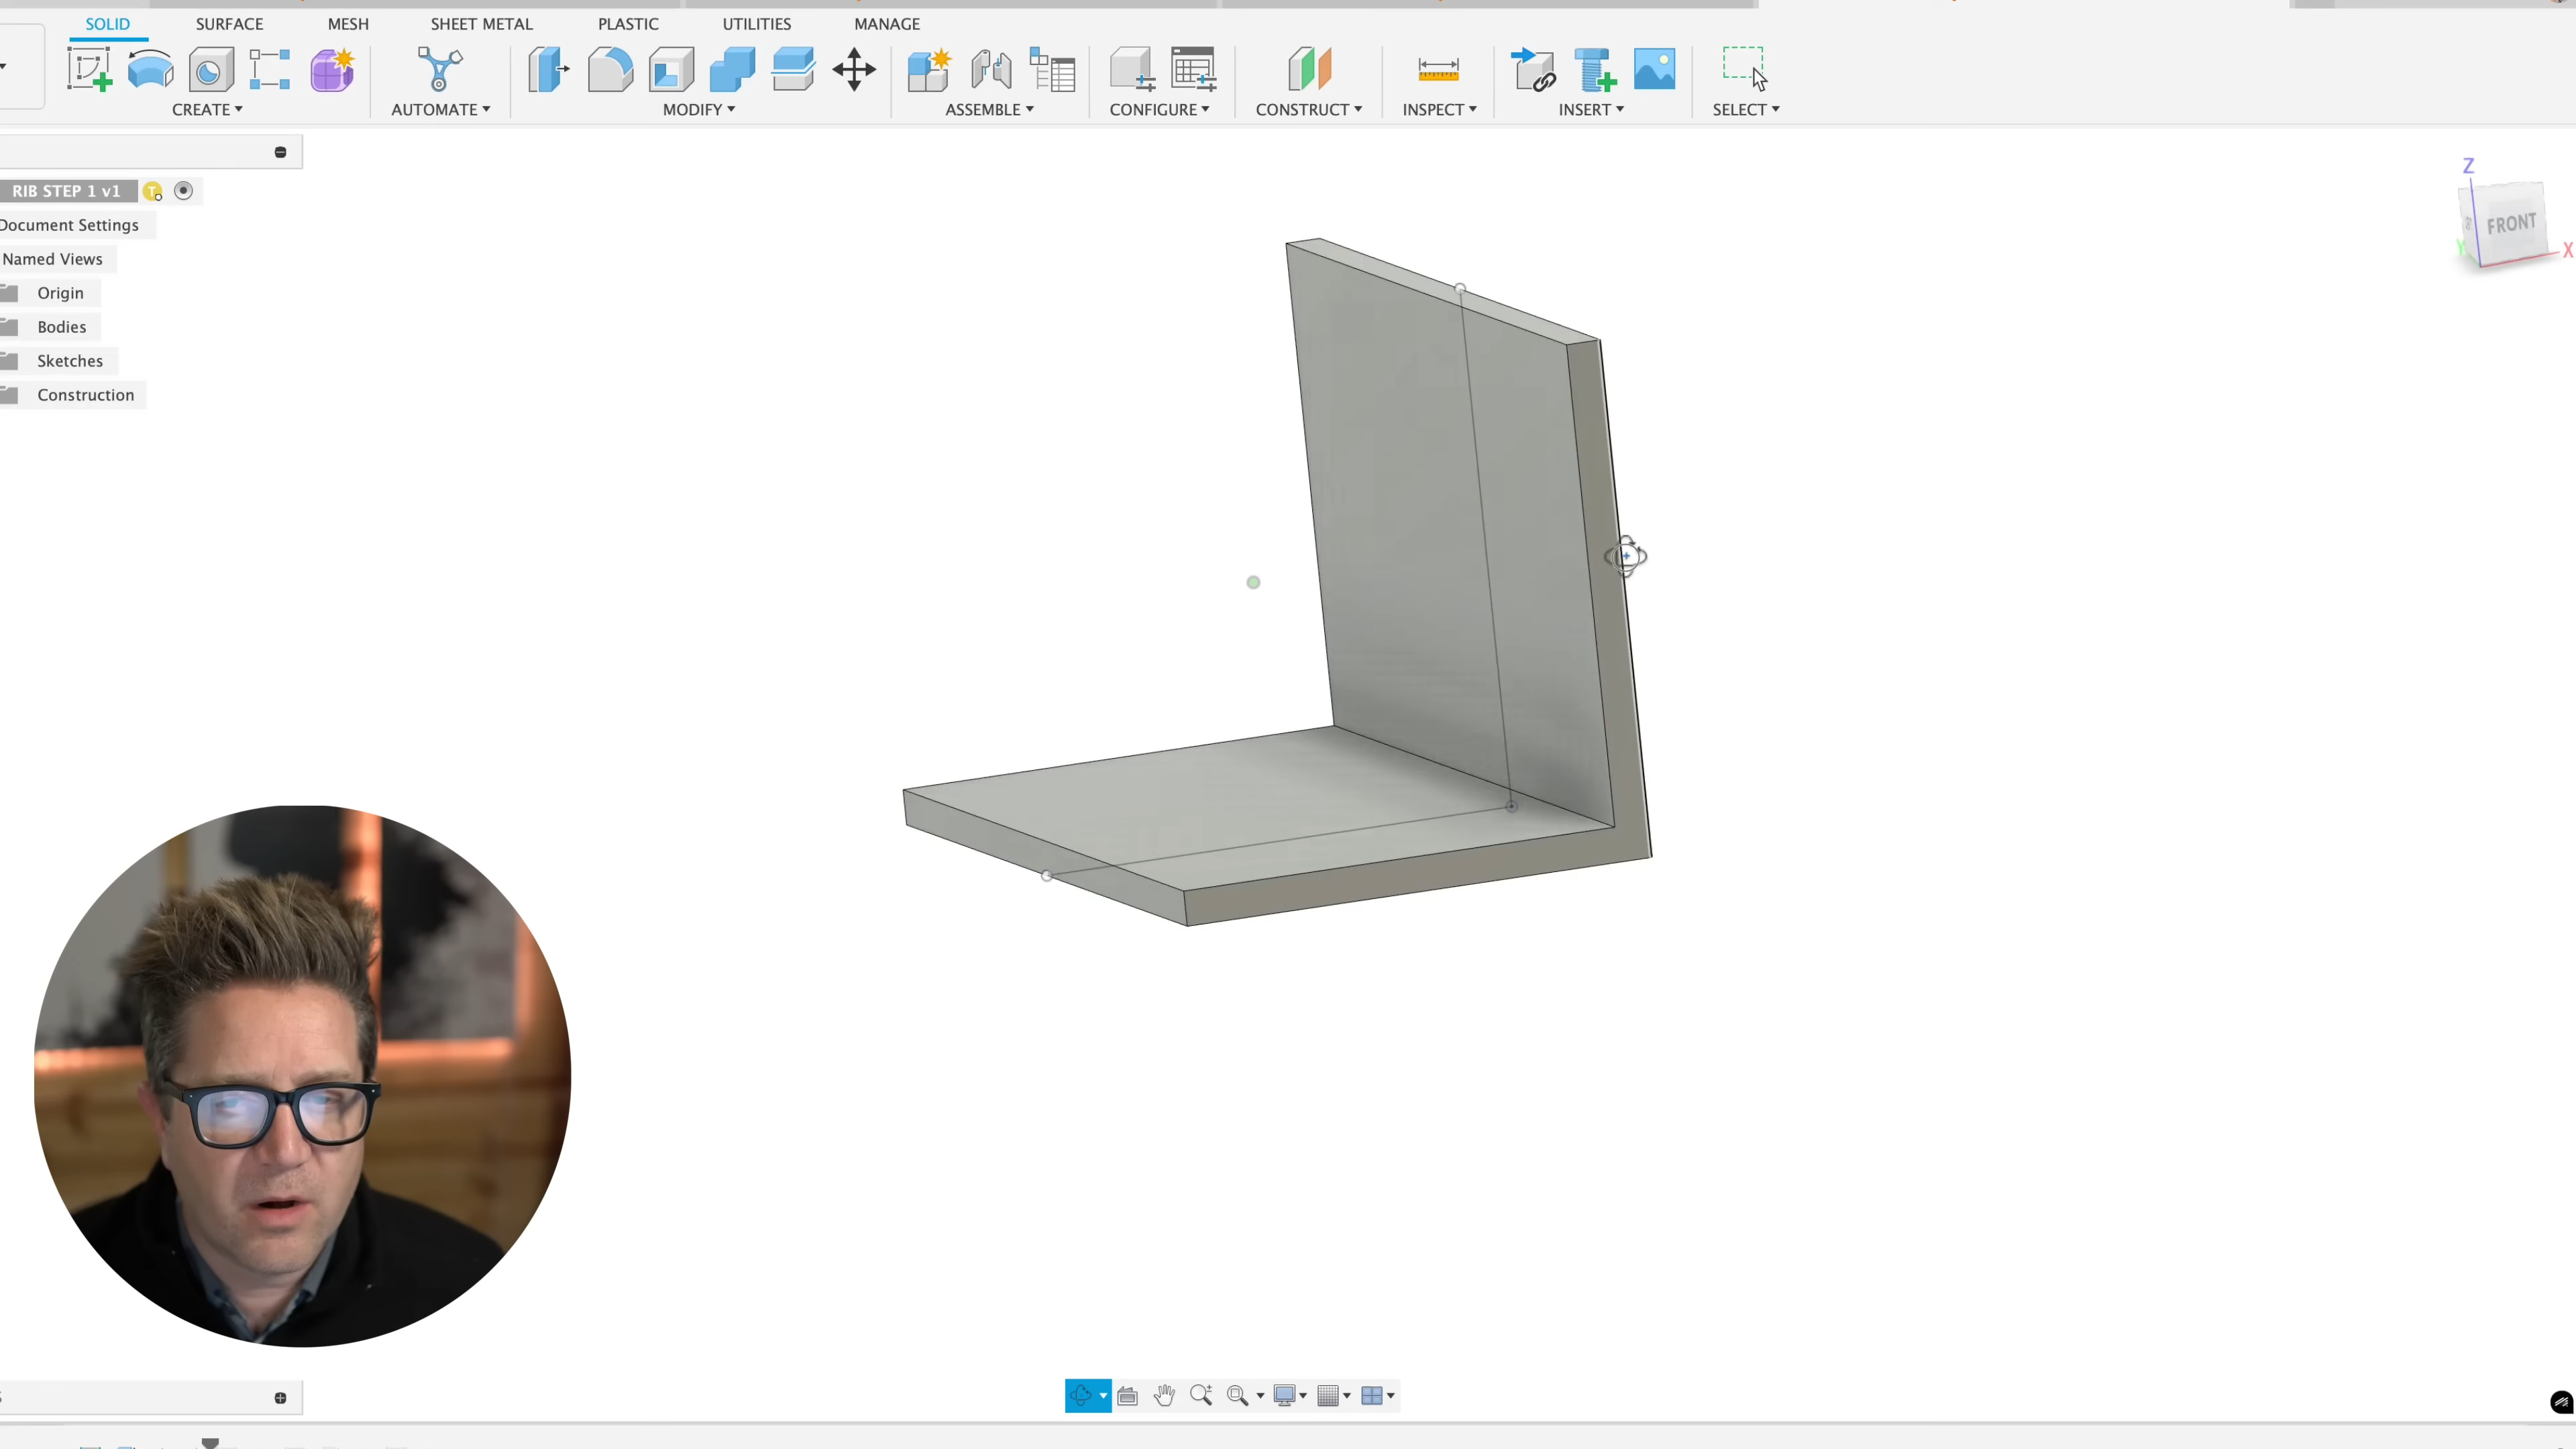 SOLID SURFACE MESH SHEET METAL PLASTIC UTILITIES MANAGE
CREATE AUTOMATE MODIFY ASSEMBLE CONFIGURE CONSTRUCT INSPECT INSERT SELECT
RIB STEP 1 v1
T
Document Settings
Named Views
Origin
Bodies
Sketches
Construction
Z
FRONT
X